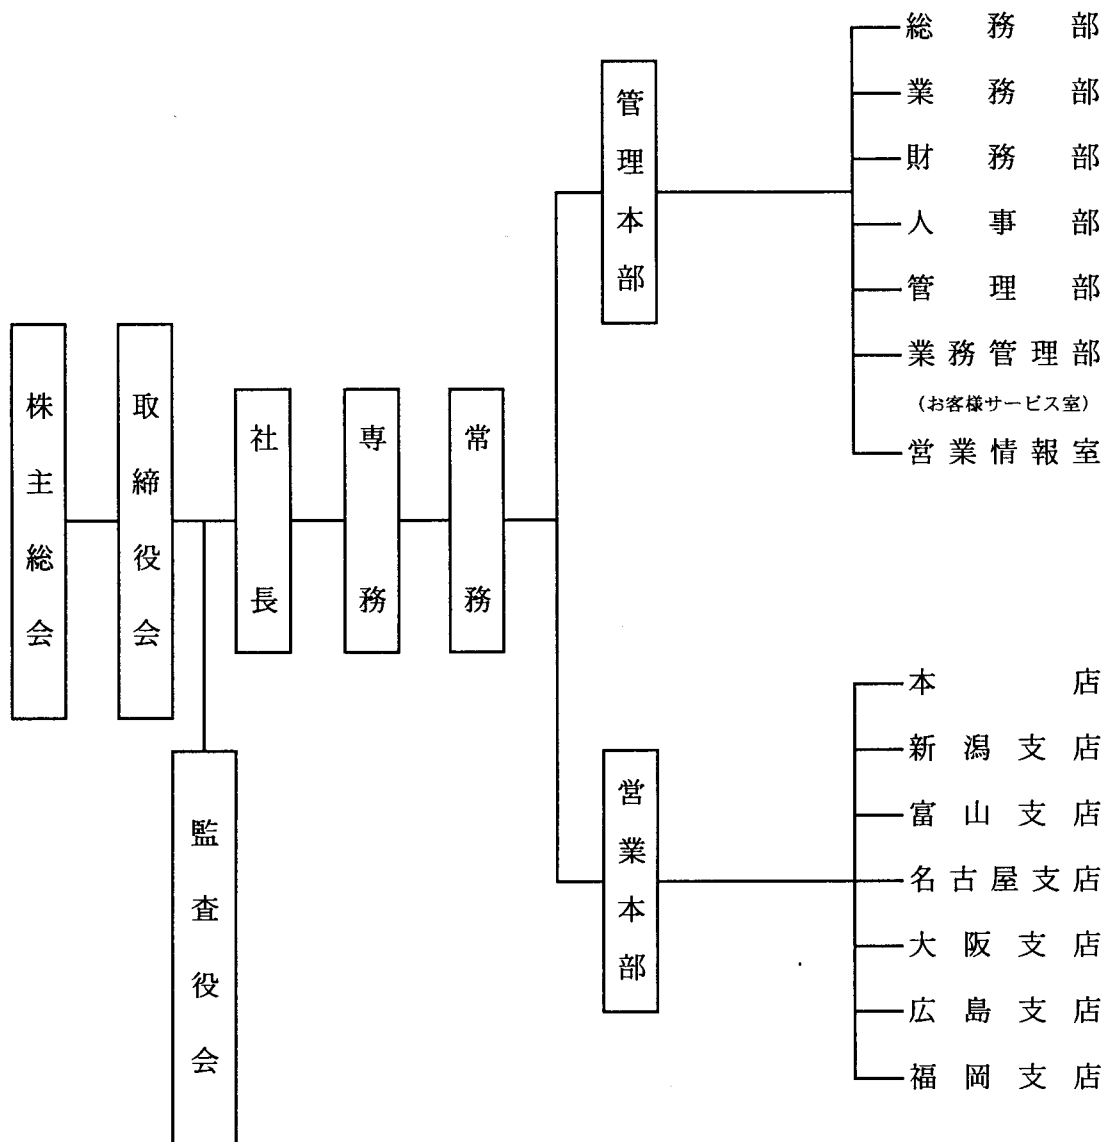 株主総会
取締役会
監査役会
社長
専務
常務
管理本部
総務部
業務部
財務部
人事部
管理部
業務管理部
(お客様サービス室)
営業情報室
営業本部
本店
新潟支店
富山支店
名古屋支店
大阪支店
広島支店
福岡支店